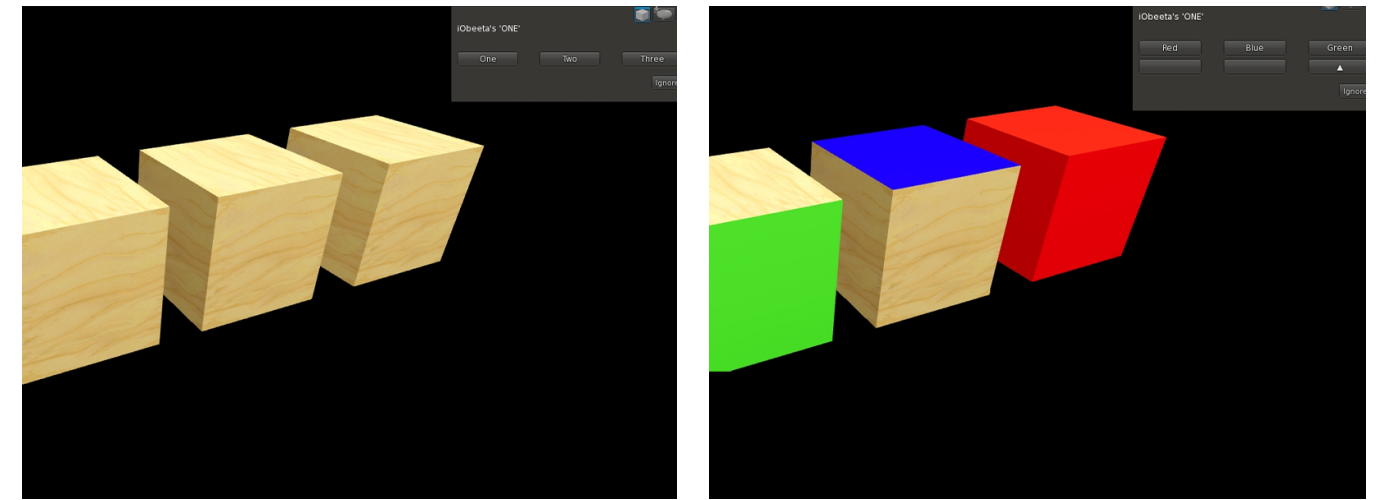 iObeeta's 'ONE'
One Two Three
Ignore
iObeeta's 'ONE'
Red Blue Green
▲
Ignore